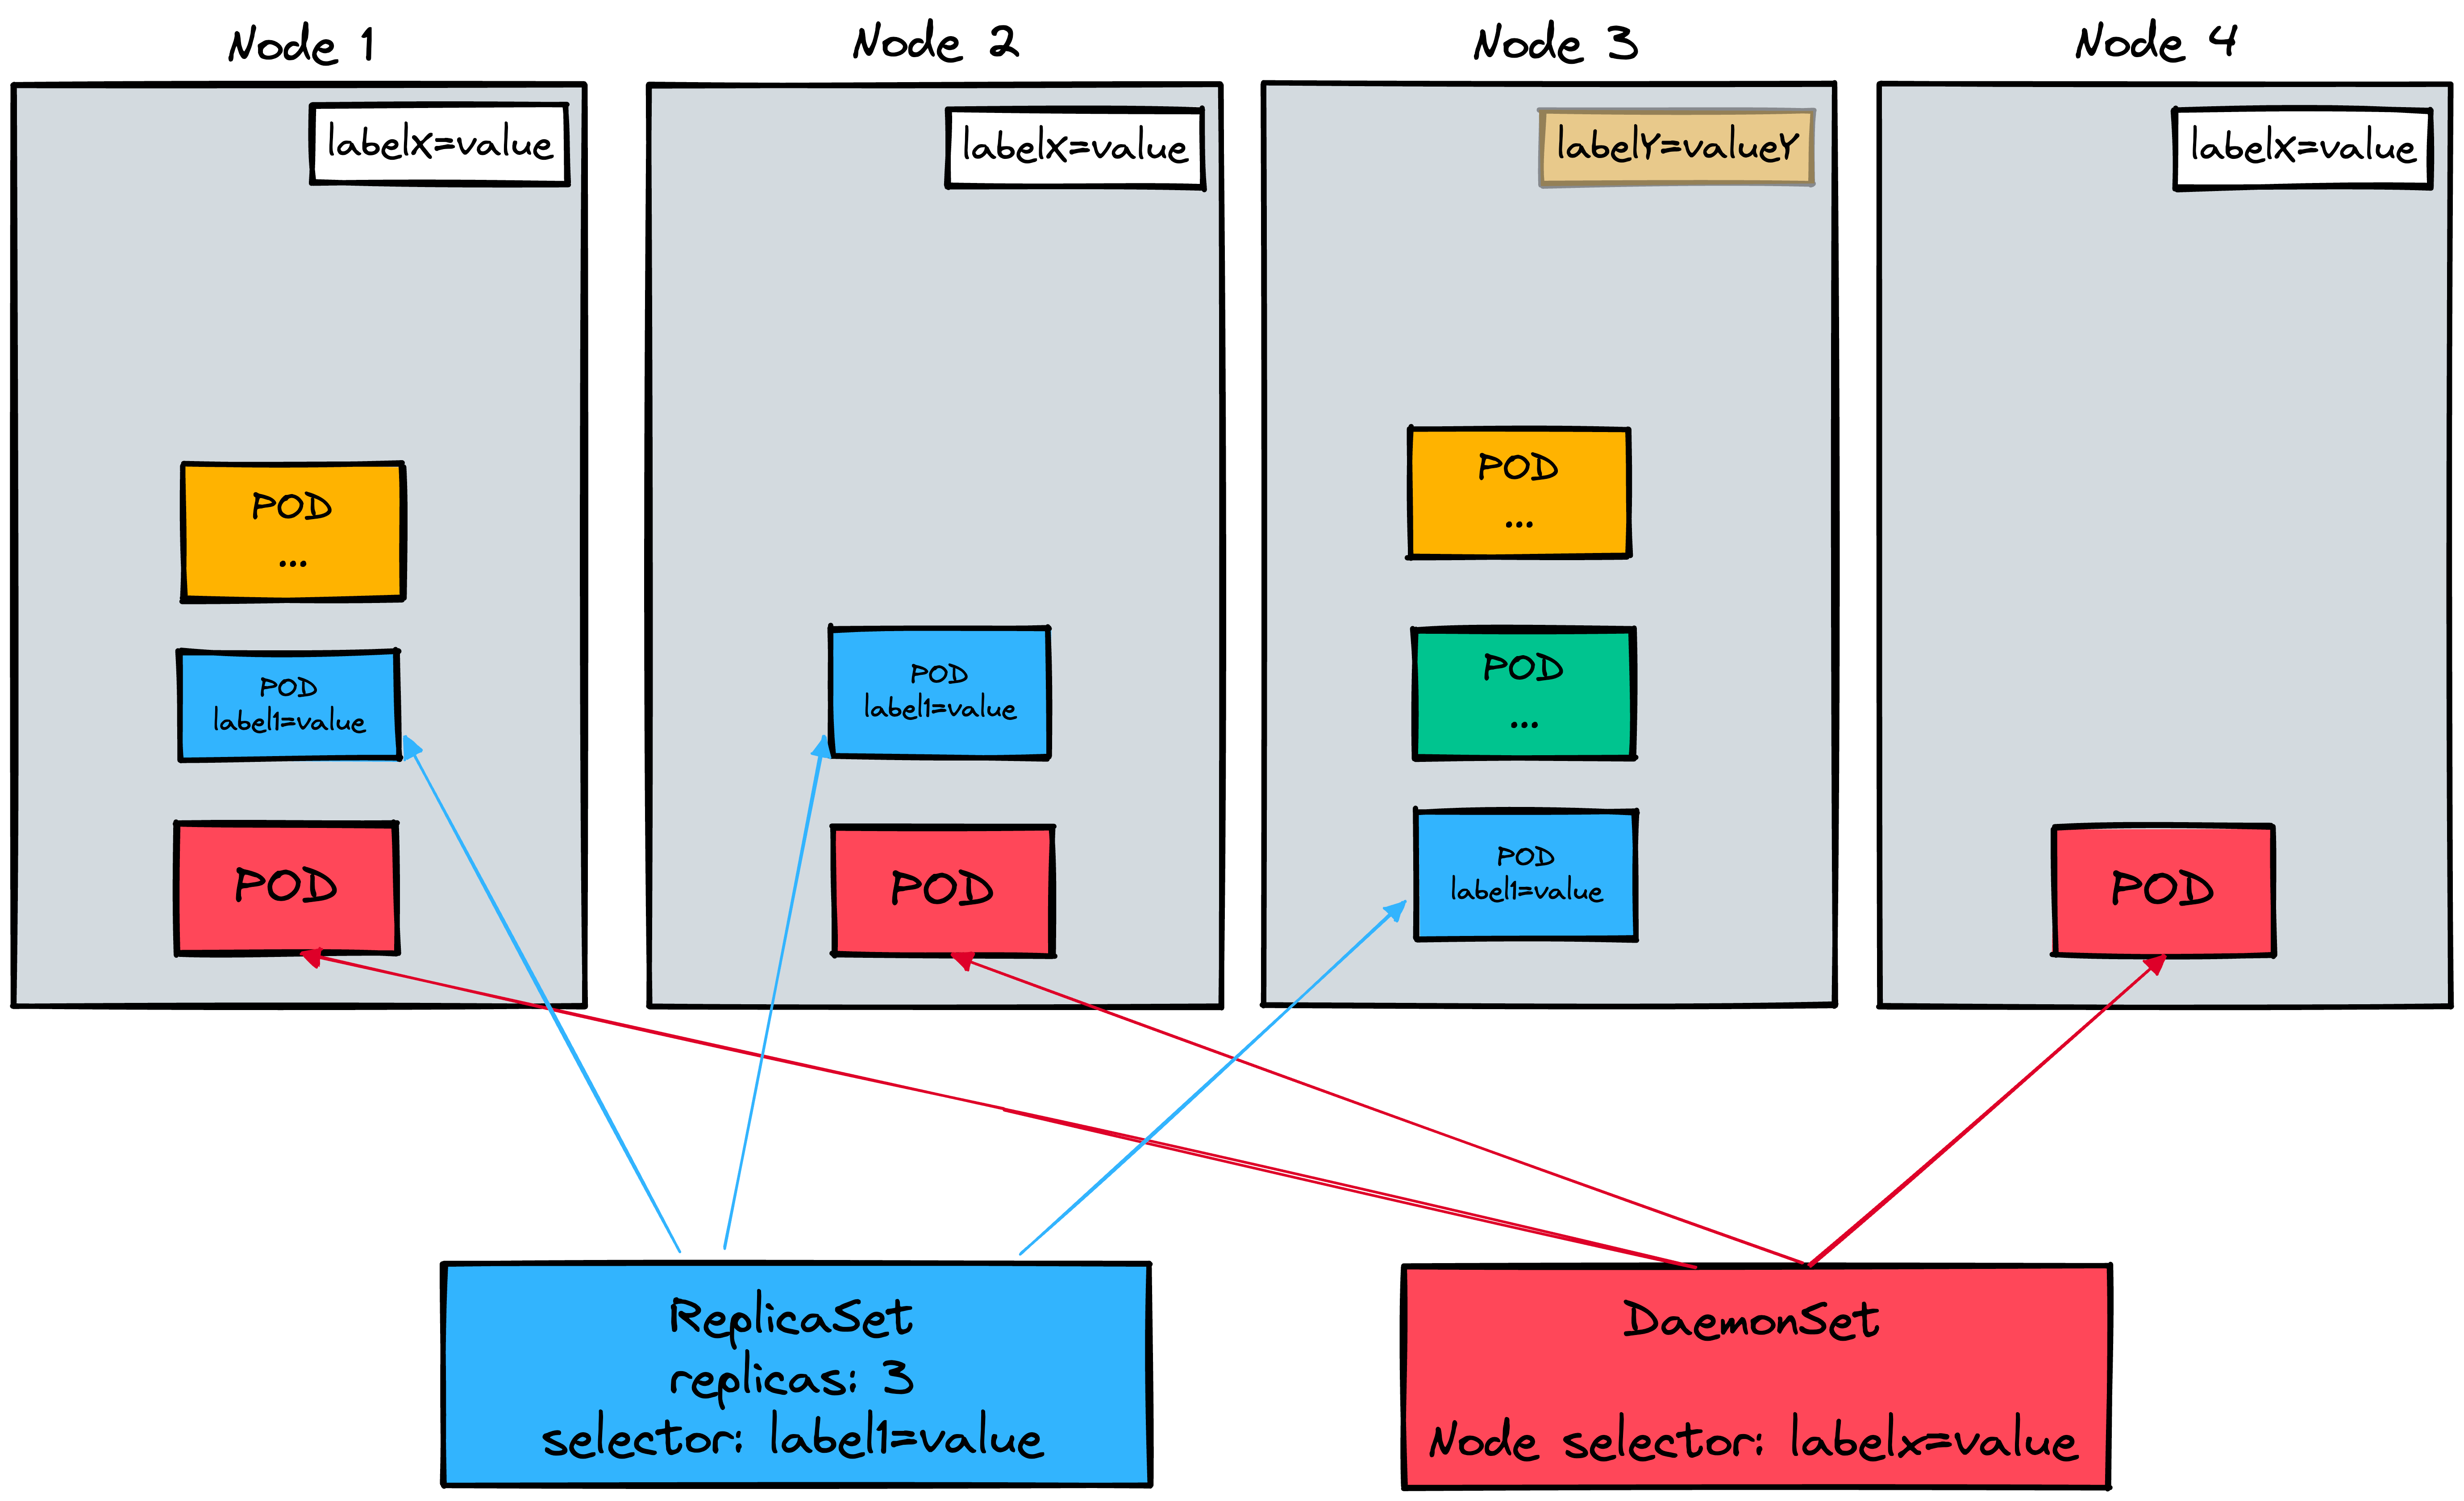 Node 1
labelX=value
POD
...
POD
label1=value
POD
Node 2
labelX=value
POD
label1=value
POD
Node 3
labelY=valueY
POD
...
POD
...
POD
label1=value
Node 4
labelX=value
POD
ReplicaSet
replicas: 3
selector: label1=value
DaemonSet
Node selector: labelx=value